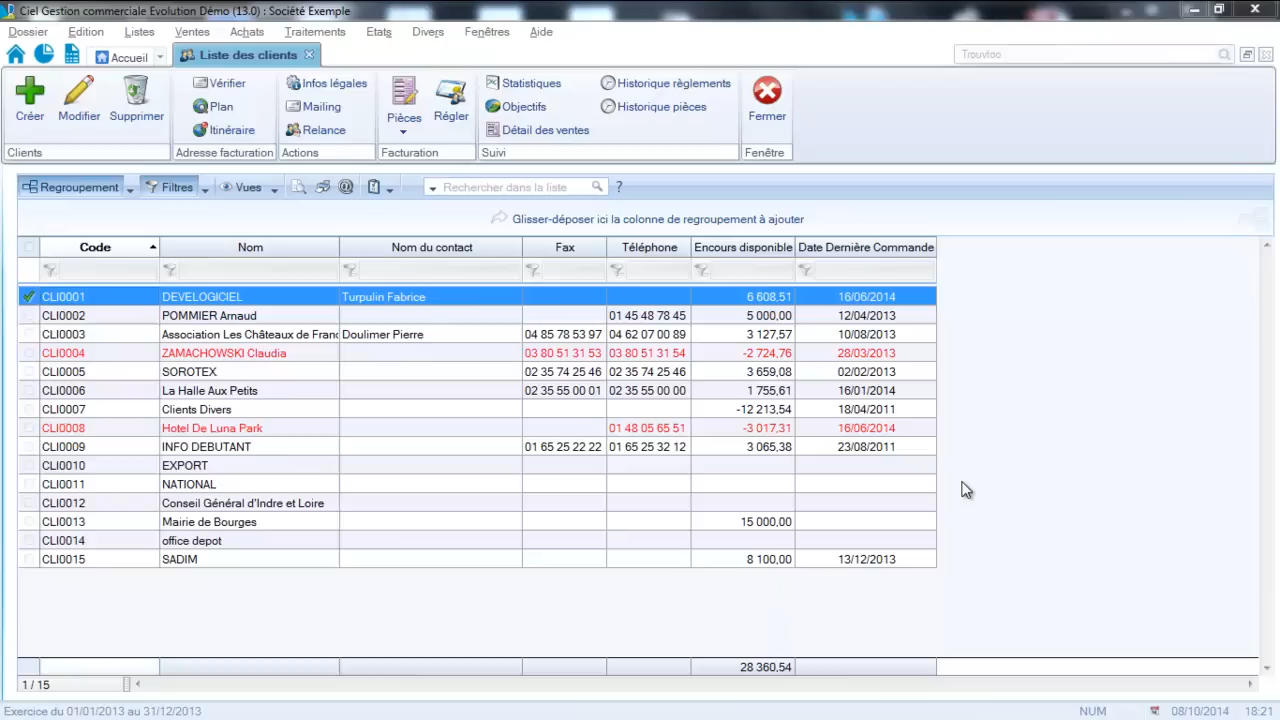 Ciel Gestion commerciale Evolution Démo (13.0) : Société Exemple
Dossier Edition Listes Ventes Achats Traitements Etats Divers Fenêtres Aide
Accueil Liste des clients Trouvtoo
Créer Modifier Supprimer
Clients
Vérifier
Plan
Itinéraire
Adresse facturation
Infos légales
Mailing
Relance
Actions
Pièces Régler
Facturation
Statistiques Historique règlements
Objectifs Historique pièces
Détail des ventes
Suivi
Fermer
Fenêtre
Regroupement Filtres Vues Rechercher dans la liste ?
Glisser-déposer ici la colonne de regroupement à ajouter
Code Nom Nom du contact Fax Téléphone Encours disponible Date Dernière Commande
CLI0001 DEVELOGICIEL Turpulin Fabrice 6 608,51 16/06/2014
CLI0002 POMMIER Arnaud 01 45 48 78 45 5 000,00 12/04/2013
CLI0003 Association Les Châteaux de Franc Doulimer Pierre 04 85 78 53 97 04 62 07 00 89 3 127,57 10/08/2013
CLI0004 ZAMACHOWSKI Claudia 03 80 51 31 53 03 80 51 31 54 -2 724,76 28/03/2013
CLI0005 SOROTEX 02 35 74 25 46 02 35 74 25 46 3 659,08 02/02/2013
CLI0006 La Halle Aux Petits 02 35 55 00 01 02 35 55 00 00 1 755,61 16/01/2014
CLI0007 Clients Divers -12 213,54 18/04/2011
CLI0008 Hotel De Luna Park 01 48 05 65 51 -3 017,31 16/06/2014
CLI0009 INFO DEBUTANT 01 65 25 22 22 01 65 25 32 12 3 065,38 23/08/2011
CLI0010 EXPORT
CLI0011 NATIONAL
CLI0012 Conseil Général d'Indre et Loire
CLI0013 Mairie de Bourges 15 000,00
CLI0014 office depot
CLI0015 SADIM 8 100,00 13/12/2013
28 360,54
1 / 15
Exercice du 01/01/2013 au 31/12/2013 NUM 08/10/2014 18:21